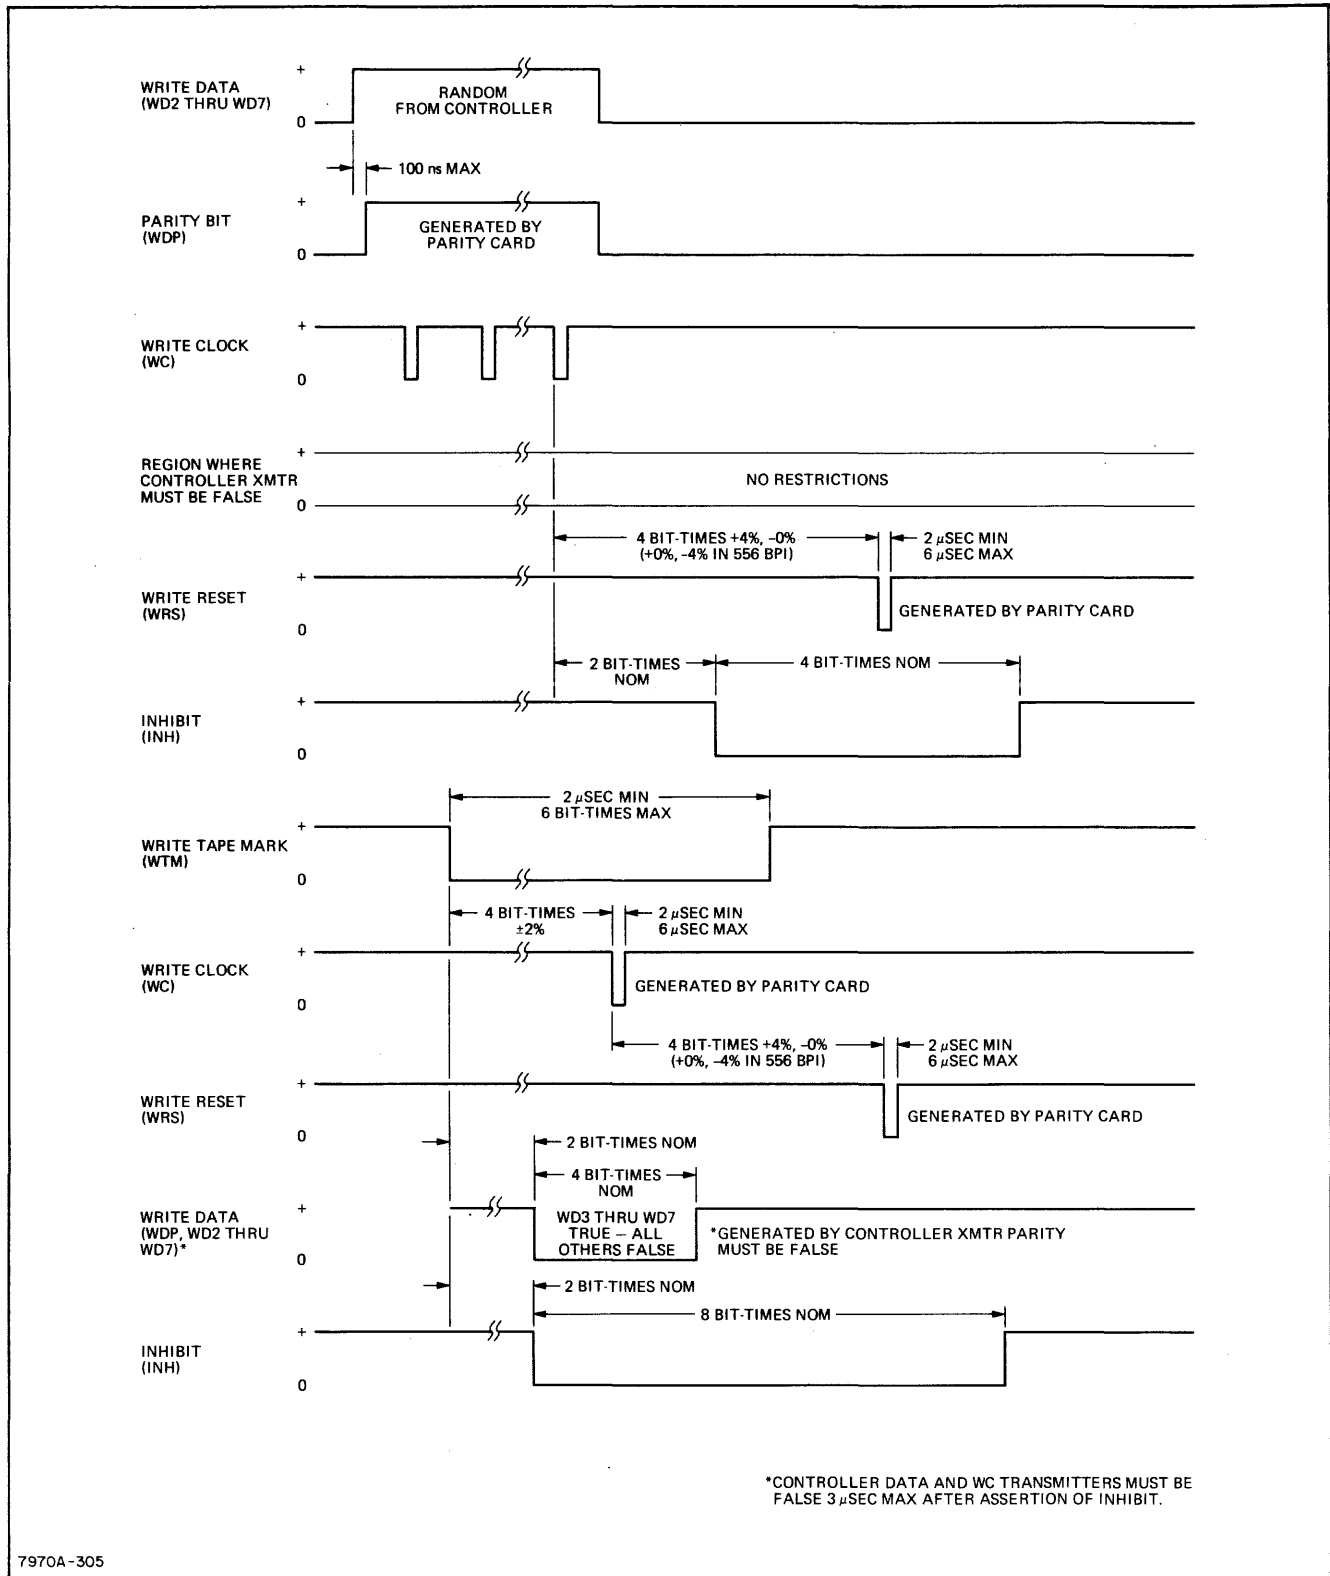 WRITE DATA
(WD2 THRU WD7)
+
0
RANDOM
FROM CONTROLLER
100 ns MAX
PARITY BIT
(WDP)
+
0
GENERATED BY
PARITY CARD
WRITE CLOCK
(WC)
+
0
REGION WHERE
CONTROLLER XMTR
MUST BE FALSE
+
0
NO RESTRICTIONS
4 BIT-TIMES +4%, -0%
(+0%, -4% IN 556 BPI)
2 μSEC MIN
6 μSEC MAX
WRITE RESET
(WRS)
+
0
GENERATED BY PARITY CARD
2 BIT-TIMES
NOM
4 BIT-TIMES NOM
INHIBIT
(INH)
+
0
2 μSEC MIN
6 BIT-TIMES MAX
WRITE TAPE MARK
(WTM)
+
0
4 BIT-TIMES
±2%
2 μSEC MIN
6 μSEC MAX
WRITE CLOCK
(WC)
+
0
GENERATED BY PARITY CARD
4 BIT-TIMES +4%, -0%
(+0%, -4% IN 556 BPI)
2 μSEC MIN
6 μSEC MAX
WRITE RESET
(WRS)
+
0
GENERATED BY PARITY CARD
2 BIT-TIMES NOM
4 BIT-TIMES
NOM
WRITE DATA
(WDP, WD2 THRU
WD7)*
+
0
WD3 THRU WD7
TRUE – ALL
OTHERS FALSE
*GENERATED BY CONTROLLER XMTR PARITY
MUST BE FALSE
2 BIT-TIMES NOM
8 BIT-TIMES NOM
INHIBIT
(INH)
+
0
*CONTROLLER DATA AND WC TRANSMITTERS MUST BE
FALSE 3 μSEC MAX AFTER ASSERTION OF INHIBIT.
7970A-305